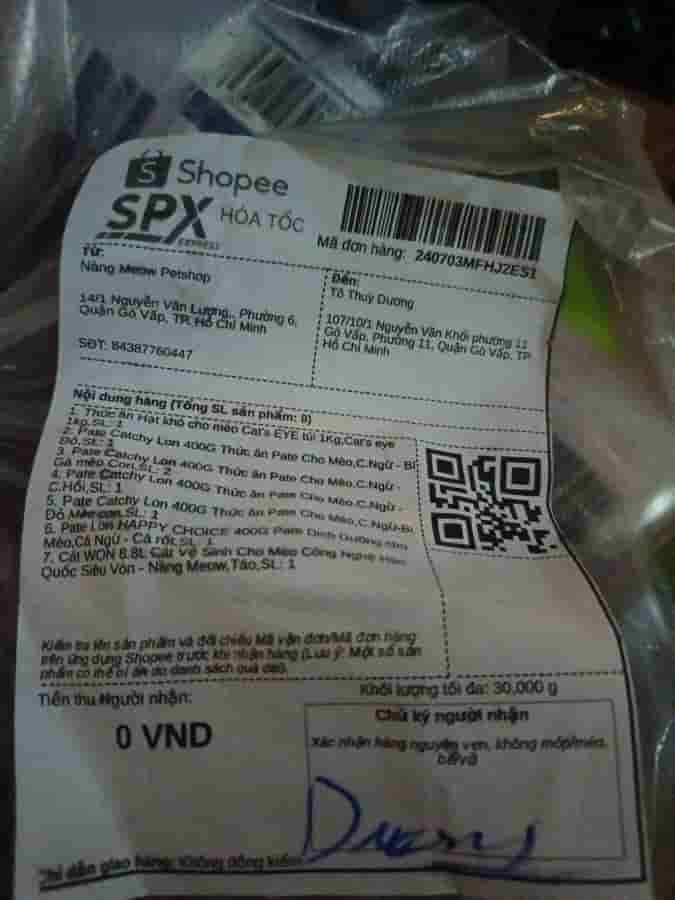 Shopee
SPX HỎA TỐC
EXPRESS
Mã đơn hàng: 240703MFHJ2ES1
Từ:
Nàng Meow Petshop
14/1 Nguyễn Văn Lượng,, Phường 6,
Quận Gò Vấp, TP. Hồ Chí Minh
SĐT: 84387760447
Đến:
Tô Thuỳ Dương
107/10/1 Nguyễn Văn Khối phường 11
Gò Vấp, Phường 11, Quận Gò Vấp, TP
Hồ Chí Minh
Nội dung hàng (Tổng SL sản phẩm: 8)
1. Thức ăn Hạt khô cho mèo Cat's EYE túi 1Kg,Cat's eye
1kg,SL: 1
2. Pate Catchy Lon 400G Thức ăn Pate Cho Mèo,C.Ngừ - Bí
Đỏ,SL: 1
3. Pate Catchy Lon 400G Thức ăn Pate Cho Mèo,C.Ngừ -
Gà mèo Con,SL: 2
4. Pate Catchy Lon 400G Thức ăn Pate Cho Mèo,C.Ngừ -
C.Hồi,SL: 1
5. Pate Catchy Lon 400G Thức ăn Pate Cho Mèo,C.Ngừ-Bí
Đỏ Mèo con,SL: 1
6. Pate Lon HAPPY CHOICE 400G Pate Dinh Dưỡng cho
Mèo,Cá Ngừ - Cà rốt,SL: 1
7. Cát WON 8.8L Cát Vệ Sinh Cho Mèo Công Nghệ Hàn
Quốc Siêu Vón - Nàng Meow,Táo,SL: 1
Kiểm tra tên sản phẩm và đối chiếu Mã vận đơn/Mã đơn hàng
trên ứng dụng Shopee trước khi nhận hàng (Lưu ý: Một số sản
phẩm có thể bị ẩn do danh sách quá dài).
Tiền thu Người nhận:
0 VND
Khối lượng tối đa: 30,000 g
Chữ ký người nhận
Xác nhận hàng nguyên vẹn, không móp/méo,
bể/vỡ
Dương
Chỉ dẫn giao hàng: Không đồng kiểm